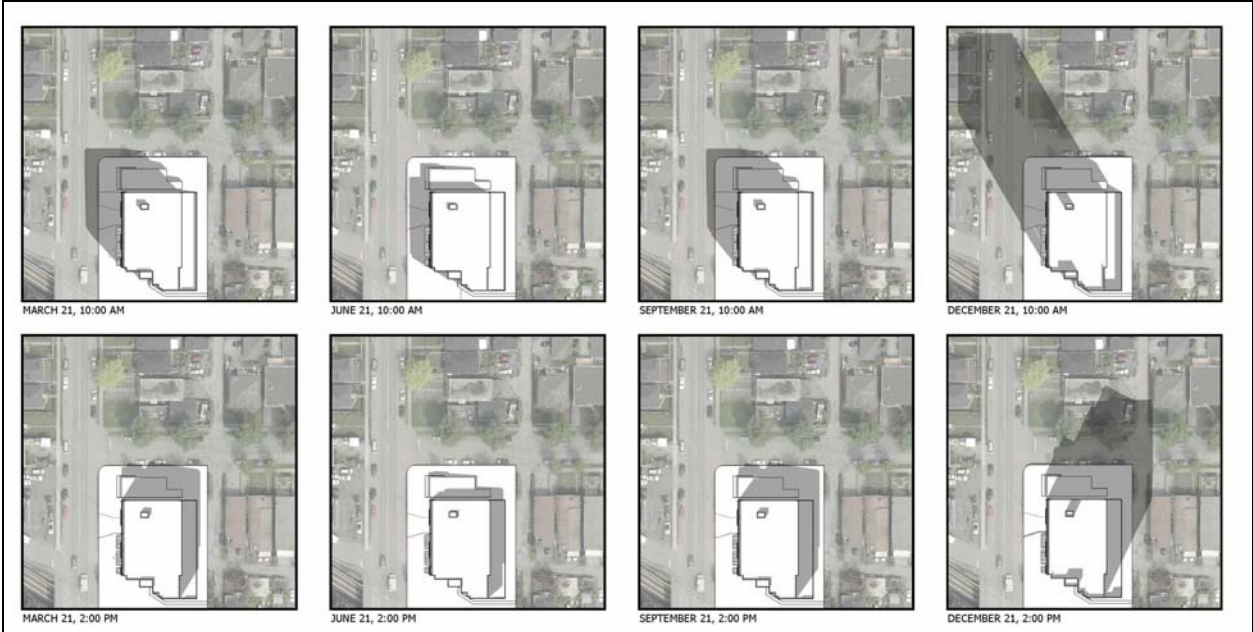 MARCH 21, 10:00 AM
JUNE 21, 10:00 AM
SEPTEMBER 21, 10:00 AM
DECEMBER 21, 10:00 AM
MARCH 21, 2:00 PM
JUNE 21, 2:00 PM
SEPTEMBER 21, 2:00 PM
DECEMBER 21, 2:00 PM